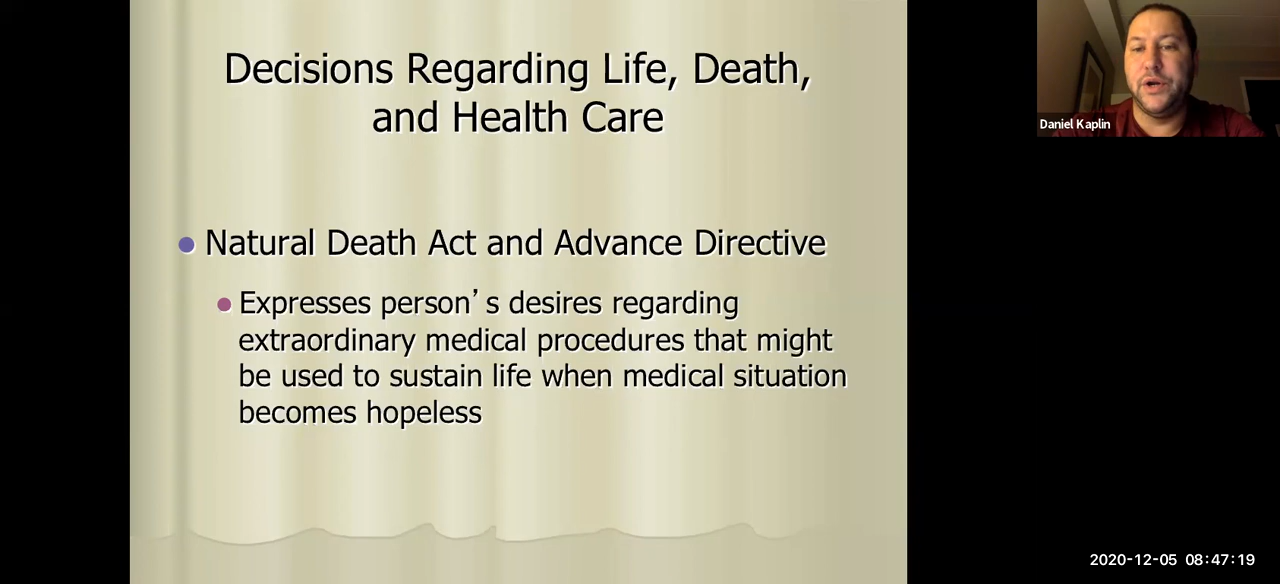 Decisions Regarding Life, Death,
and Health Care
Natural Death Act and Advance Directive
Expresses person’s desires regarding
extraordinary medical procedures that might
be used to sustain life when medical situation
becomes hopeless
Daniel Kaplin
2020-12-05 08:47:19